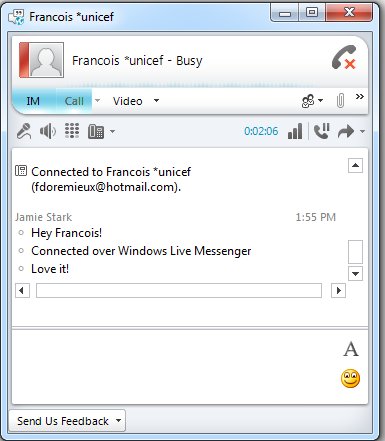 Francois *unicef
Francois *unicef - Busy
IM Call Video
0:02:06
Connected to Francois *unicef
(fdoremieux@hotmail.com).
Jamie Stark 1:55 PM
Hey Francois!
Connected over Windows Live Messenger
Love it!
A
Send Us Feedback